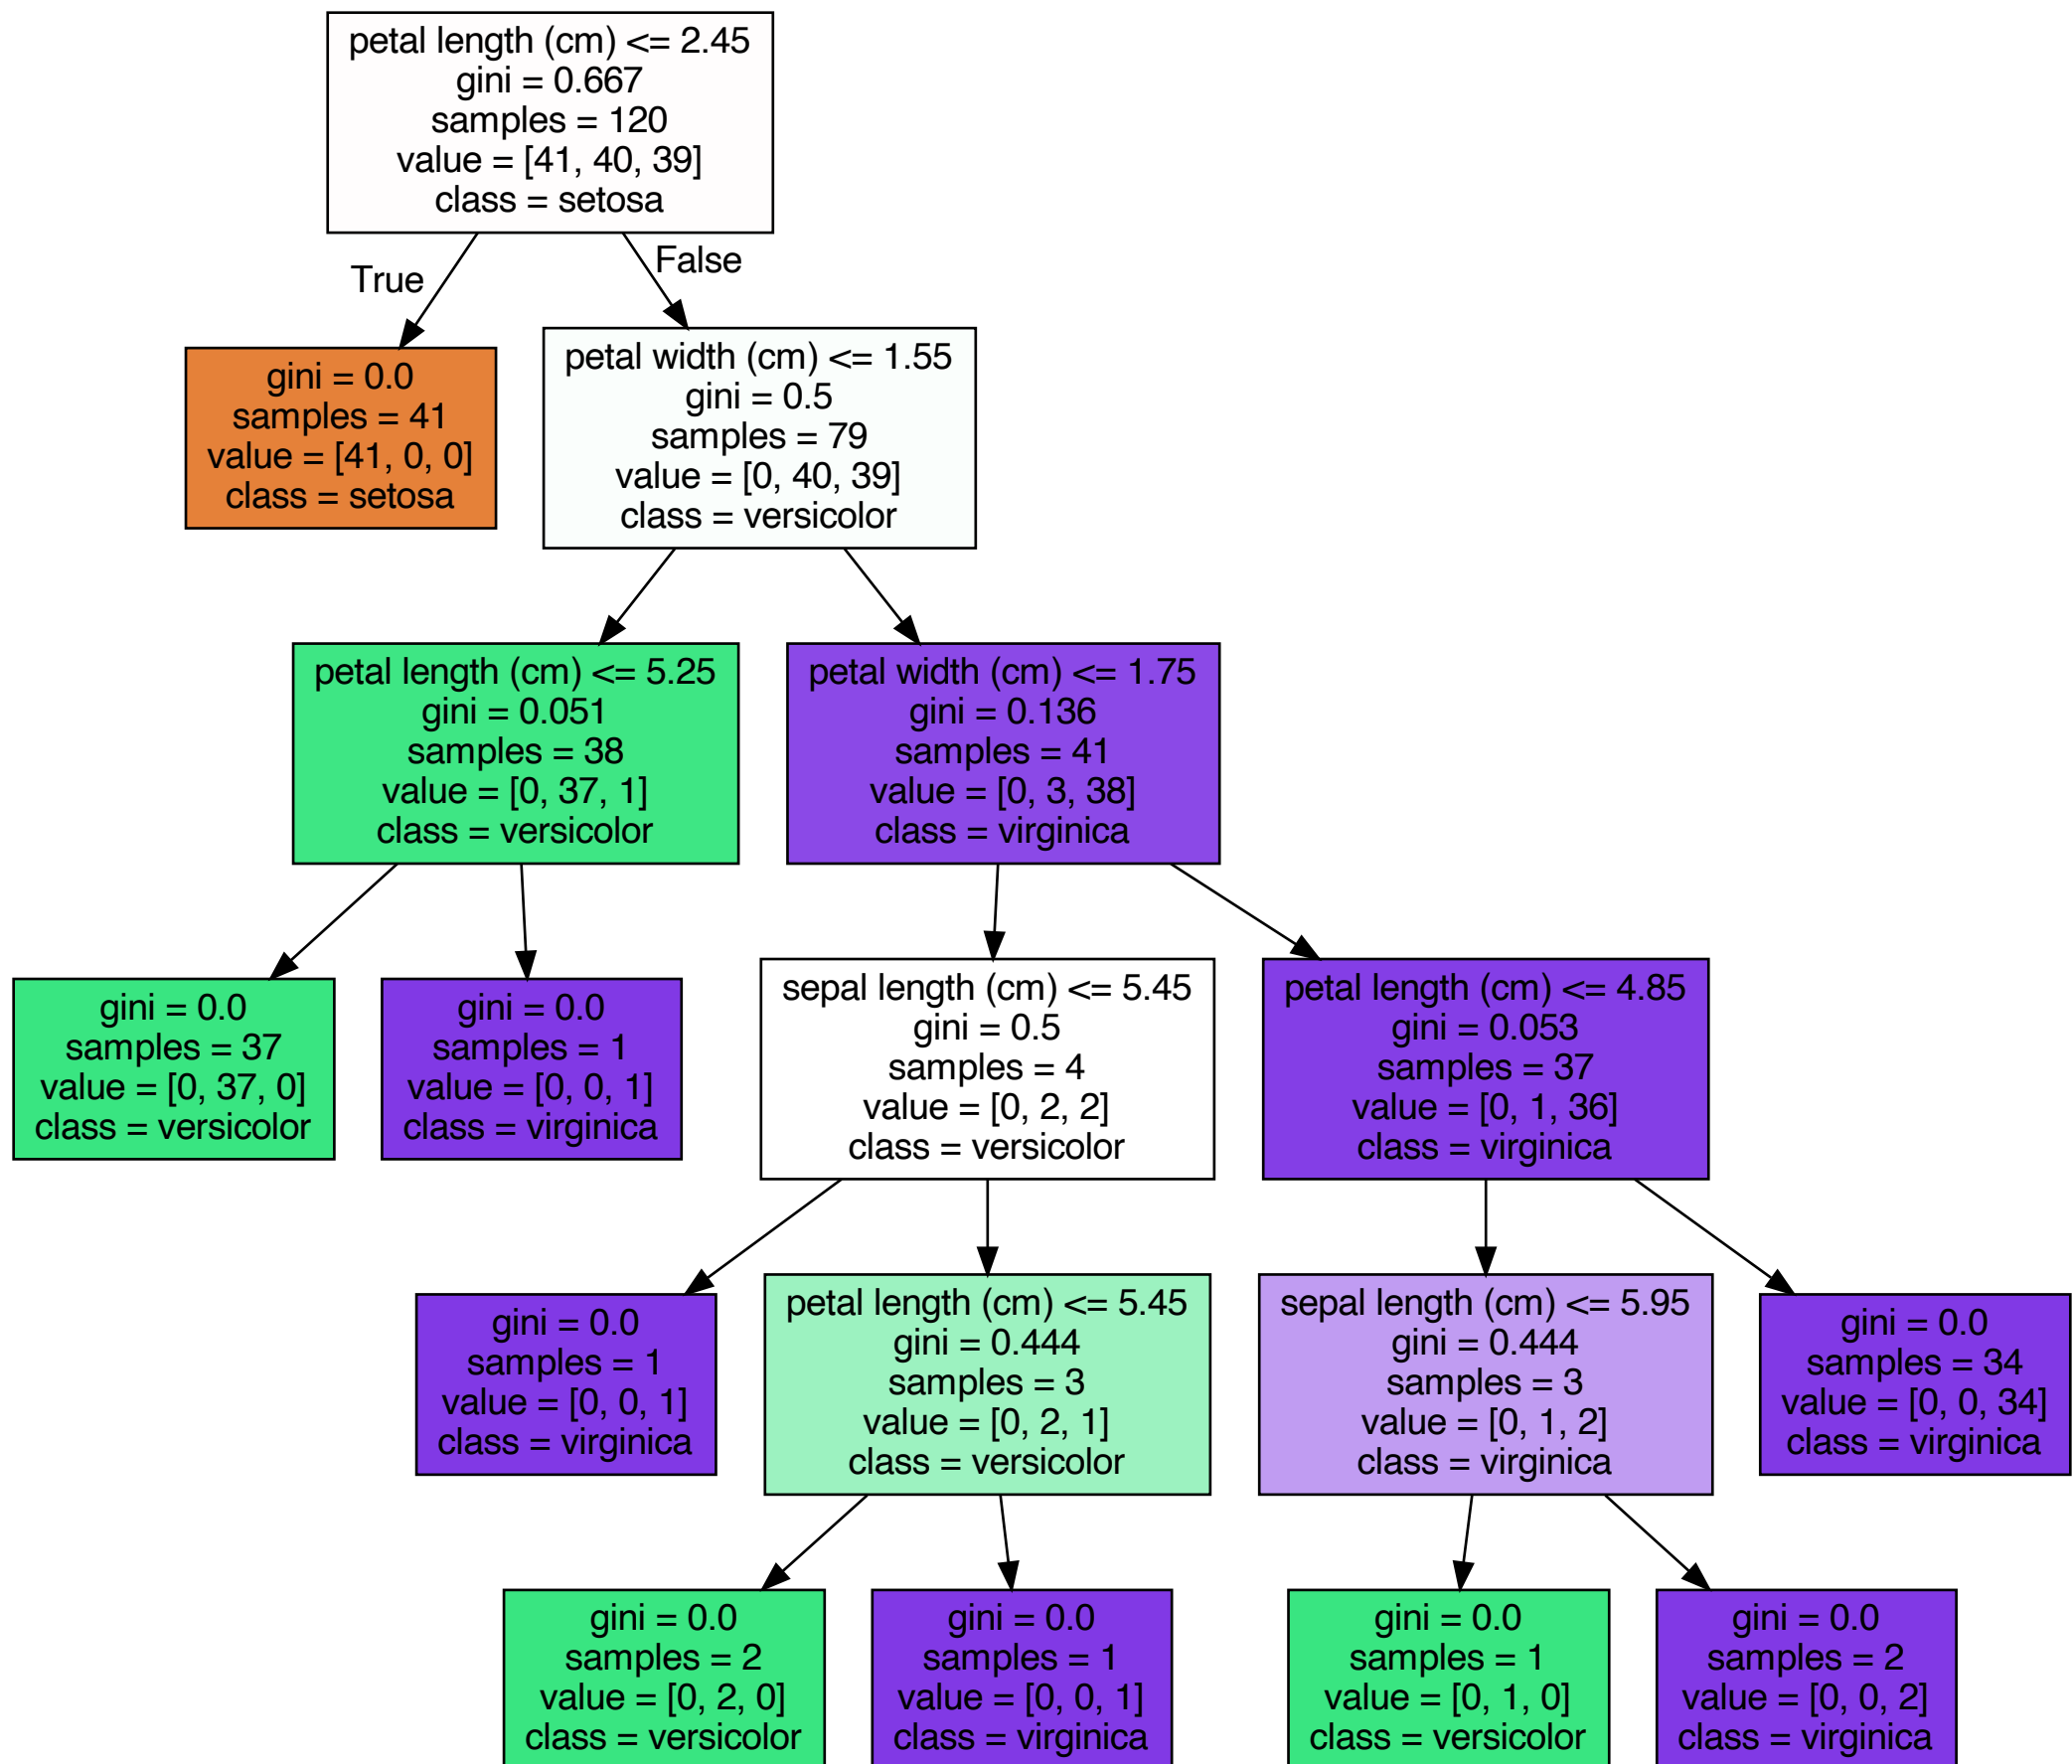 petal length (cm) <= 2.45
gini = 0.667
samples = 120
value = [41, 40, 39]
class = setosa
True
False
gini = 0.0
samples = 41
value = [41, 0, 0]
class = setosa
petal width (cm) <= 1.55
gini = 0.5
samples = 79
value = [0, 40, 39]
class = versicolor
petal length (cm) <= 5.25
gini = 0.051
samples = 38
value = [0, 37, 1]
class = versicolor
petal width (cm) <= 1.75
gini = 0.136
samples = 41
value = [0, 3, 38]
class = virginica
gini = 0.0
samples = 37
value = [0, 37, 0]
class = versicolor
gini = 0.0
samples = 1
value = [0, 0, 1]
class = virginica
sepal length (cm) <= 5.45
gini = 0.5
samples = 4
value = [0, 2, 2]
class = versicolor
petal length (cm) <= 4.85
gini = 0.053
samples = 37
value = [0, 1, 36]
class = virginica
gini = 0.0
samples = 1
value = [0, 0, 1]
class = virginica
petal length (cm) <= 5.45
gini = 0.444
samples = 3
value = [0, 2, 1]
class = versicolor
sepal length (cm) <= 5.95
gini = 0.444
samples = 3
value = [0, 1, 2]
class = virginica
gini = 0.0
samples = 34
value = [0, 0, 34]
class = virginica
gini = 0.0
samples = 2
value = [0, 2, 0]
class = versicolor
gini = 0.0
samples = 1
value = [0, 0, 1]
class = virginica
gini = 0.0
samples = 1
value = [0, 1, 0]
class = versicolor
gini = 0.0
samples = 2
value = [0, 0, 2]
class = virginica